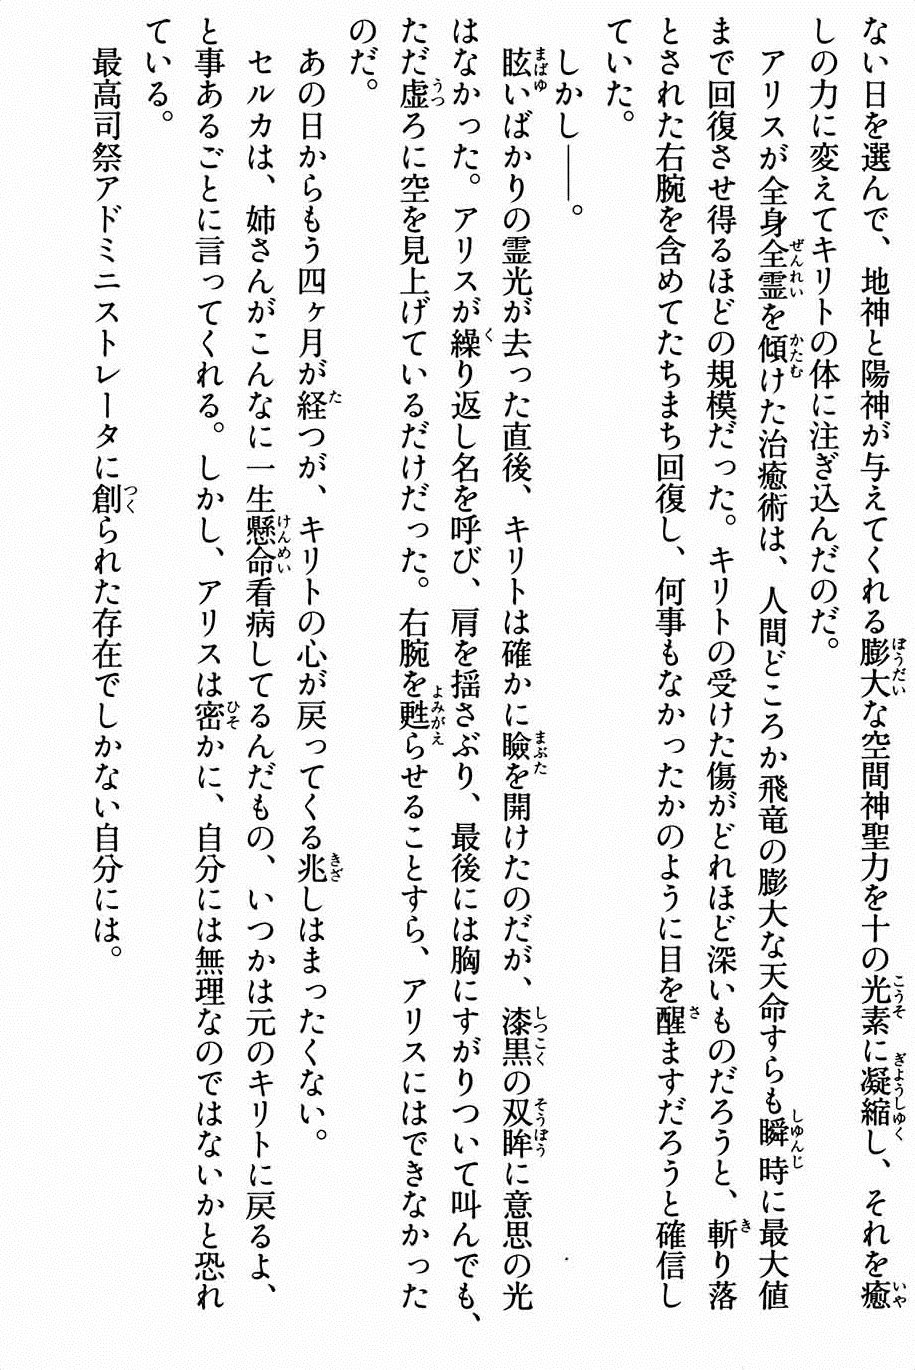 ない日を選んで、地神と陽神が与えてくれる膨大な空間神聖力を十の光素に凝縮し、それを癒
しの力に変えてキリトの体に注ぎ込んだのだ。
アリスが全身全霊を傾けた治癒術は、人間どころか飛竜の膨大な天命すらも瞬時に最大値
まで回復させ得るほどの規模だった。キリトの受けた傷がどれほど深いものだろうと、斬り落
とされた右腕を含めてたちまち回復し、何事もなかったかのように目を醒ますだろうと確信し
ていた。
しかし――。
眩いばかりの霊光が去った直後、キリトは確かに瞼を開けたのだが、漆黒の双眸に意思の光
はなかった。アリスが繰り返し名を呼び、肩を揺さぶり、最後には胸にすがりついて叫んでも、
ただ虚ろに空を見上げているだけだった。右腕を甦らせることすら、アリスにはできなかった
のだ。
あの日からもう四ヶ月が経つが、キリトの心が戻ってくる兆しはまったくない。
セルカは、姉さんがこんなに一生懸命看病してるんだもの、いつかは元のキリトに戻るよ、
と事あるごとに言ってくれる。しかし、アリスは密かに、自分には無理なのではないかと恐れ
ている。
最高司祭アドミニストレータに創られた存在でしかない自分には。